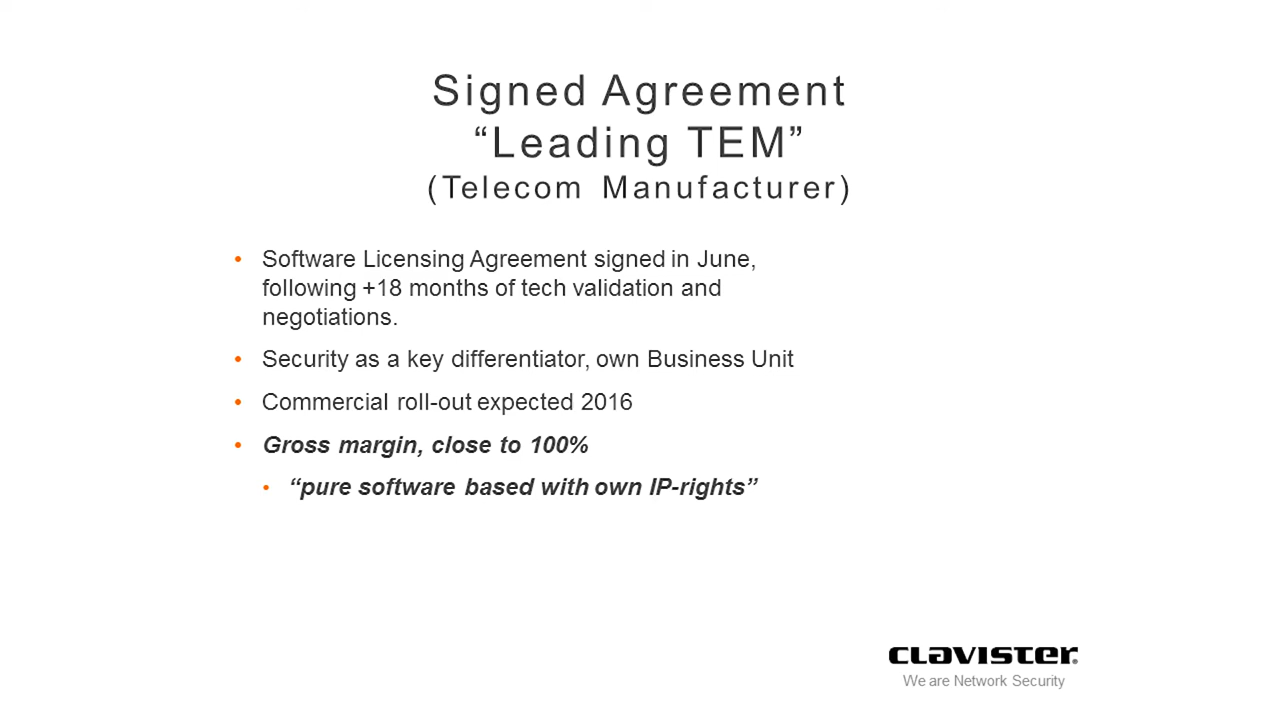 Signed Agreement
“Leading TEM”
(Telecom Manufacturer)
• Software Licensing Agreement signed in June,
following +18 months of tech validation and
negotiations.
• Security as a key differentiator, own Business Unit
• Commercial roll-out expected 2016
• Gross margin, close to 100%
• “pure software based with own IP-rights”
CLAVISTER®
We are Network Security